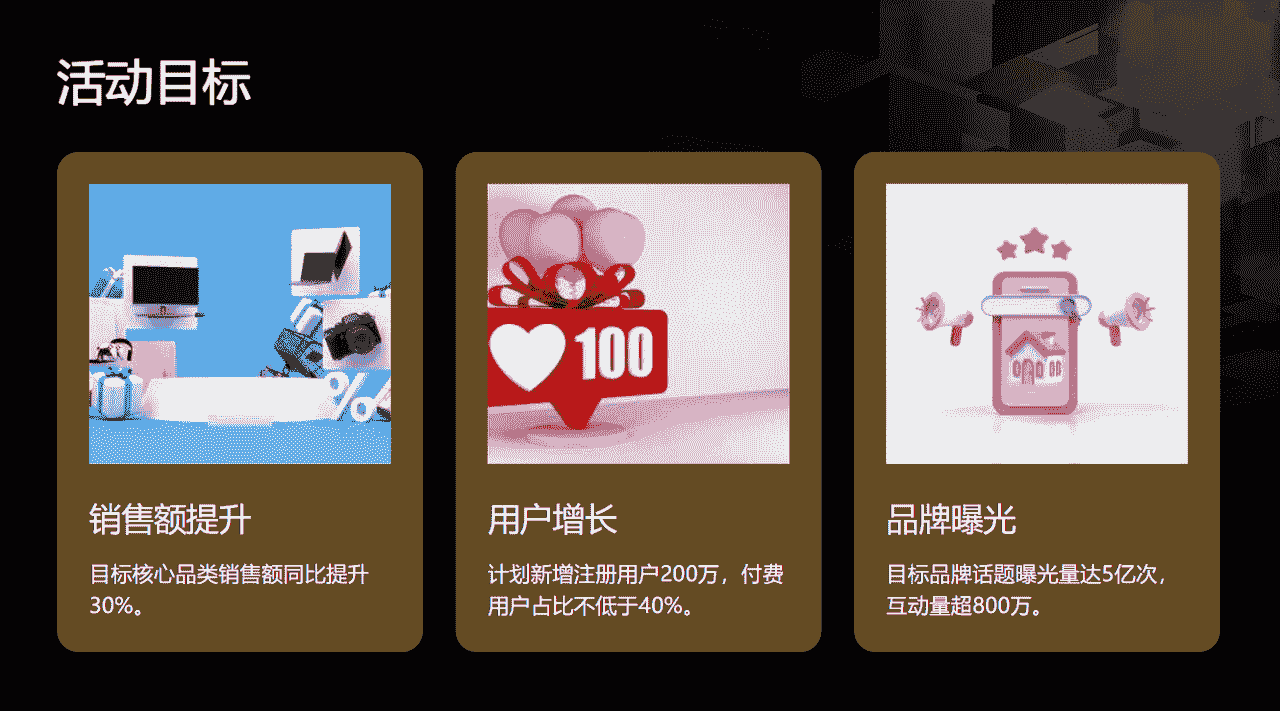 活动目标
100
%
%
销售额提升
目标核心品类销售额同比提升
30%。
用户增长
计划新增注册用户200万，付费
用户占比不低于40%。
品牌曝光
目标品牌话题曝光量达5亿次，
互动量超800万。